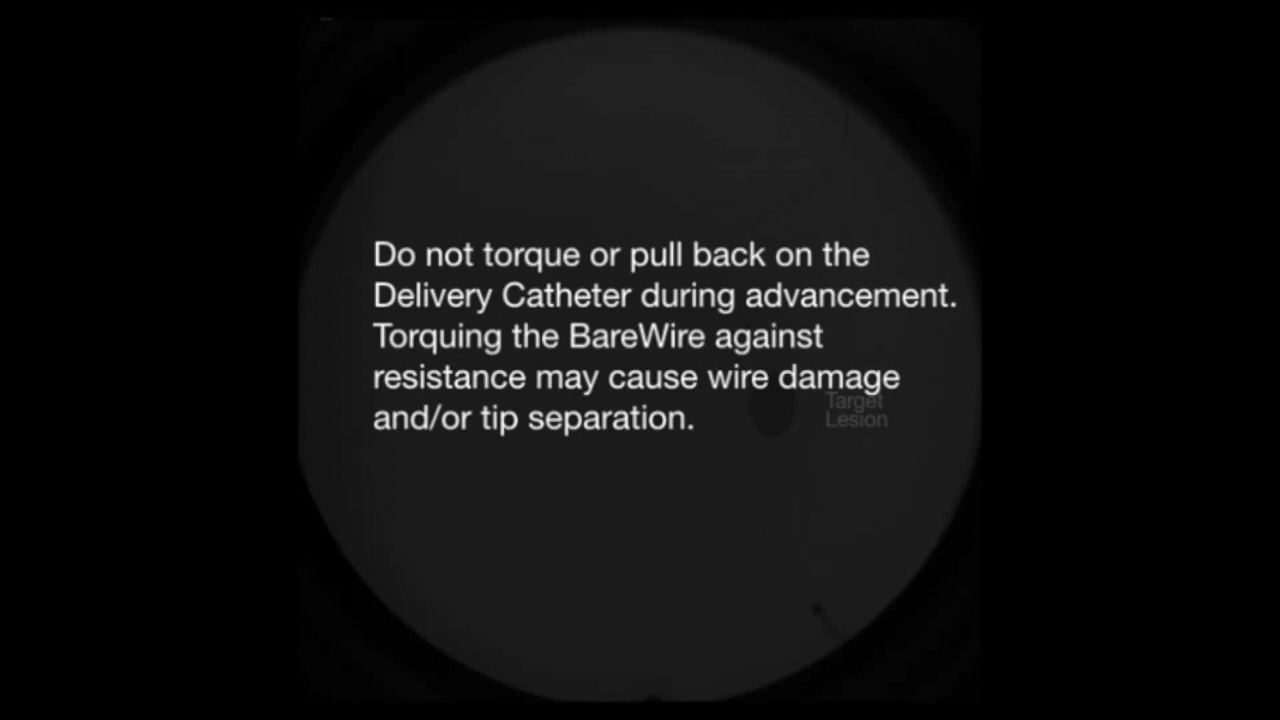 Do not torque or pull back on the
Delivery Catheter during advancement.
Torquing the BareWire against
resistance may cause wire damage
and/or tip separation.
Target
Lesion